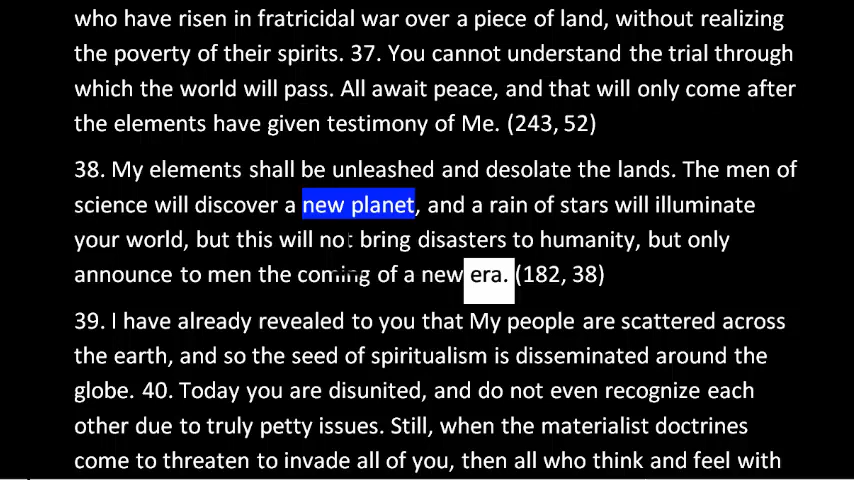 who have risen in fratricidal war over a piece of land, without realizing
the poverty of their spirits. 37. You cannot understand the trial through
which the world will pass. All await peace, and that will only come after
the elements have given testimony of Me. (243, 52)
38. My elements shall be unleashed and desolate the lands. The men of
science will discover a new planet, and a rain of stars will illuminate
your world, but this will not bring disasters to humanity, but only
announce to men the coming of a new era. (182, 38)
39. I have already revealed to you that My people are scattered across
the earth, and so the seed of spiritualism is disseminated around the
globe. 40. Today you are disunited, and do not even recognize each
other due to truly petty issues. Still, when the materialist doctrines
come to threaten to invade all of you, then all who think and feel with